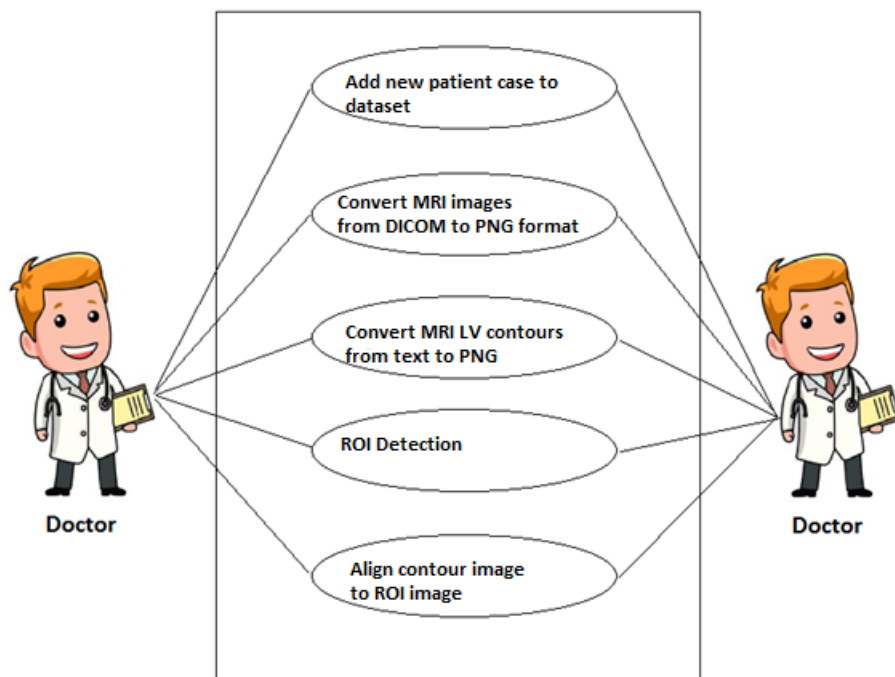 Add new patient case to
dataset
Convert MRI images
from DICOM to PNG format
Convert MRI LV contours
from text to PNG
ROI Detection
Align contour image
to ROI image
Doctor
Doctor